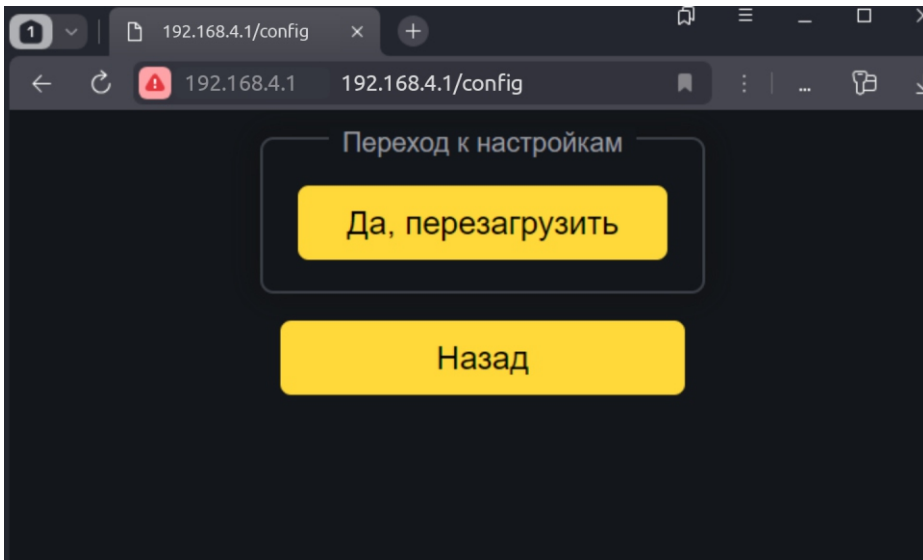 1
192.168.4.1/config
192.168.4.1 192.168.4.1/config
Переход к настройкам
Да, перезагрузить
Назад